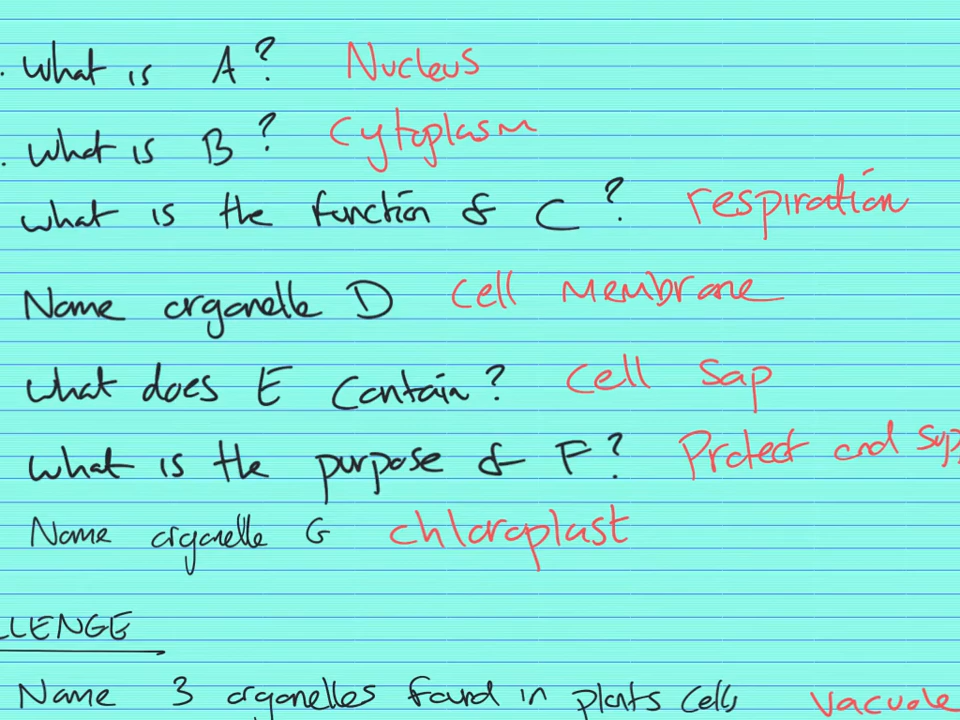 . What is A? Nucleus
. What is B? Cytoplasm
What is the function of C? respiration
Name organelle D cell membrane
What does E contain? cell sap
What is the purpose of F? Protect and sup
Name organelle G chloroplast
LLENGE
Name 3 organelles found in plants cells vacuole